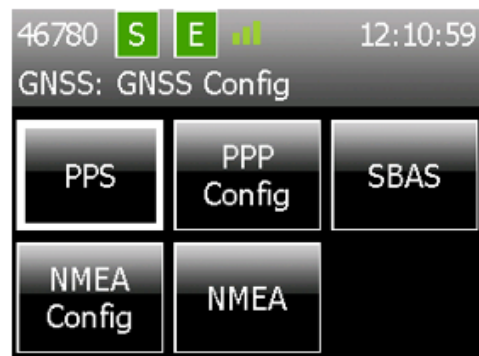 46780 S E 12:10:59
GNSS: GNSS Config
PPS
PPP
Config
SBAS
NMEA
Config
NMEA